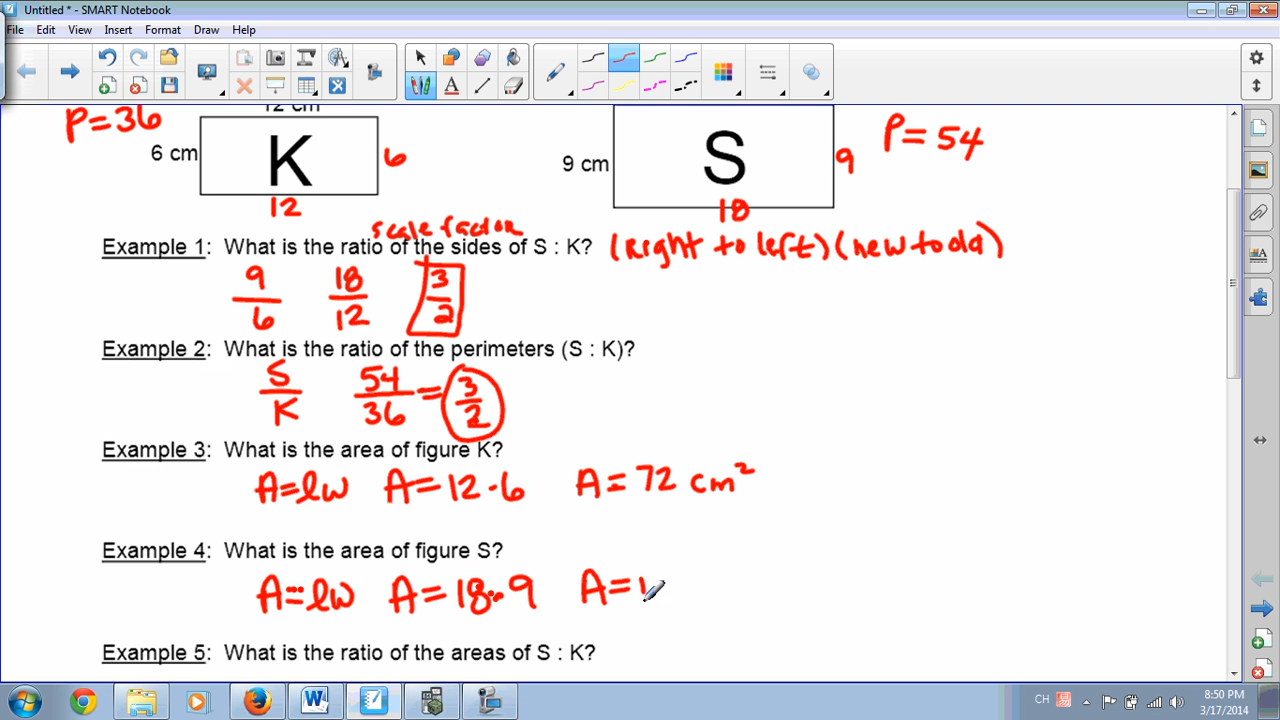 Untitled * - SMART Notebook
File Edit View Insert Format Tools Draw Help
P=36
12 cm
6 cm K 6
12
9 cm S 9
18
P=54
scale factor
Example 1: What is the ratio of the sides of S : K? (right to left) (new to old)
9/6 18/12 3/2
Example 2: What is the ratio of the perimeters (S : K)?
S/K 54/36 = 3/2
Example 3: What is the area of figure K?
A=lw A=12·6 A=72 cm²
Example 4: What is the area of figure S?
A=lw A=18·9 A=1
Example 5: What is the ratio of the areas of S : K?
CH 8:50 PM
3/17/2014